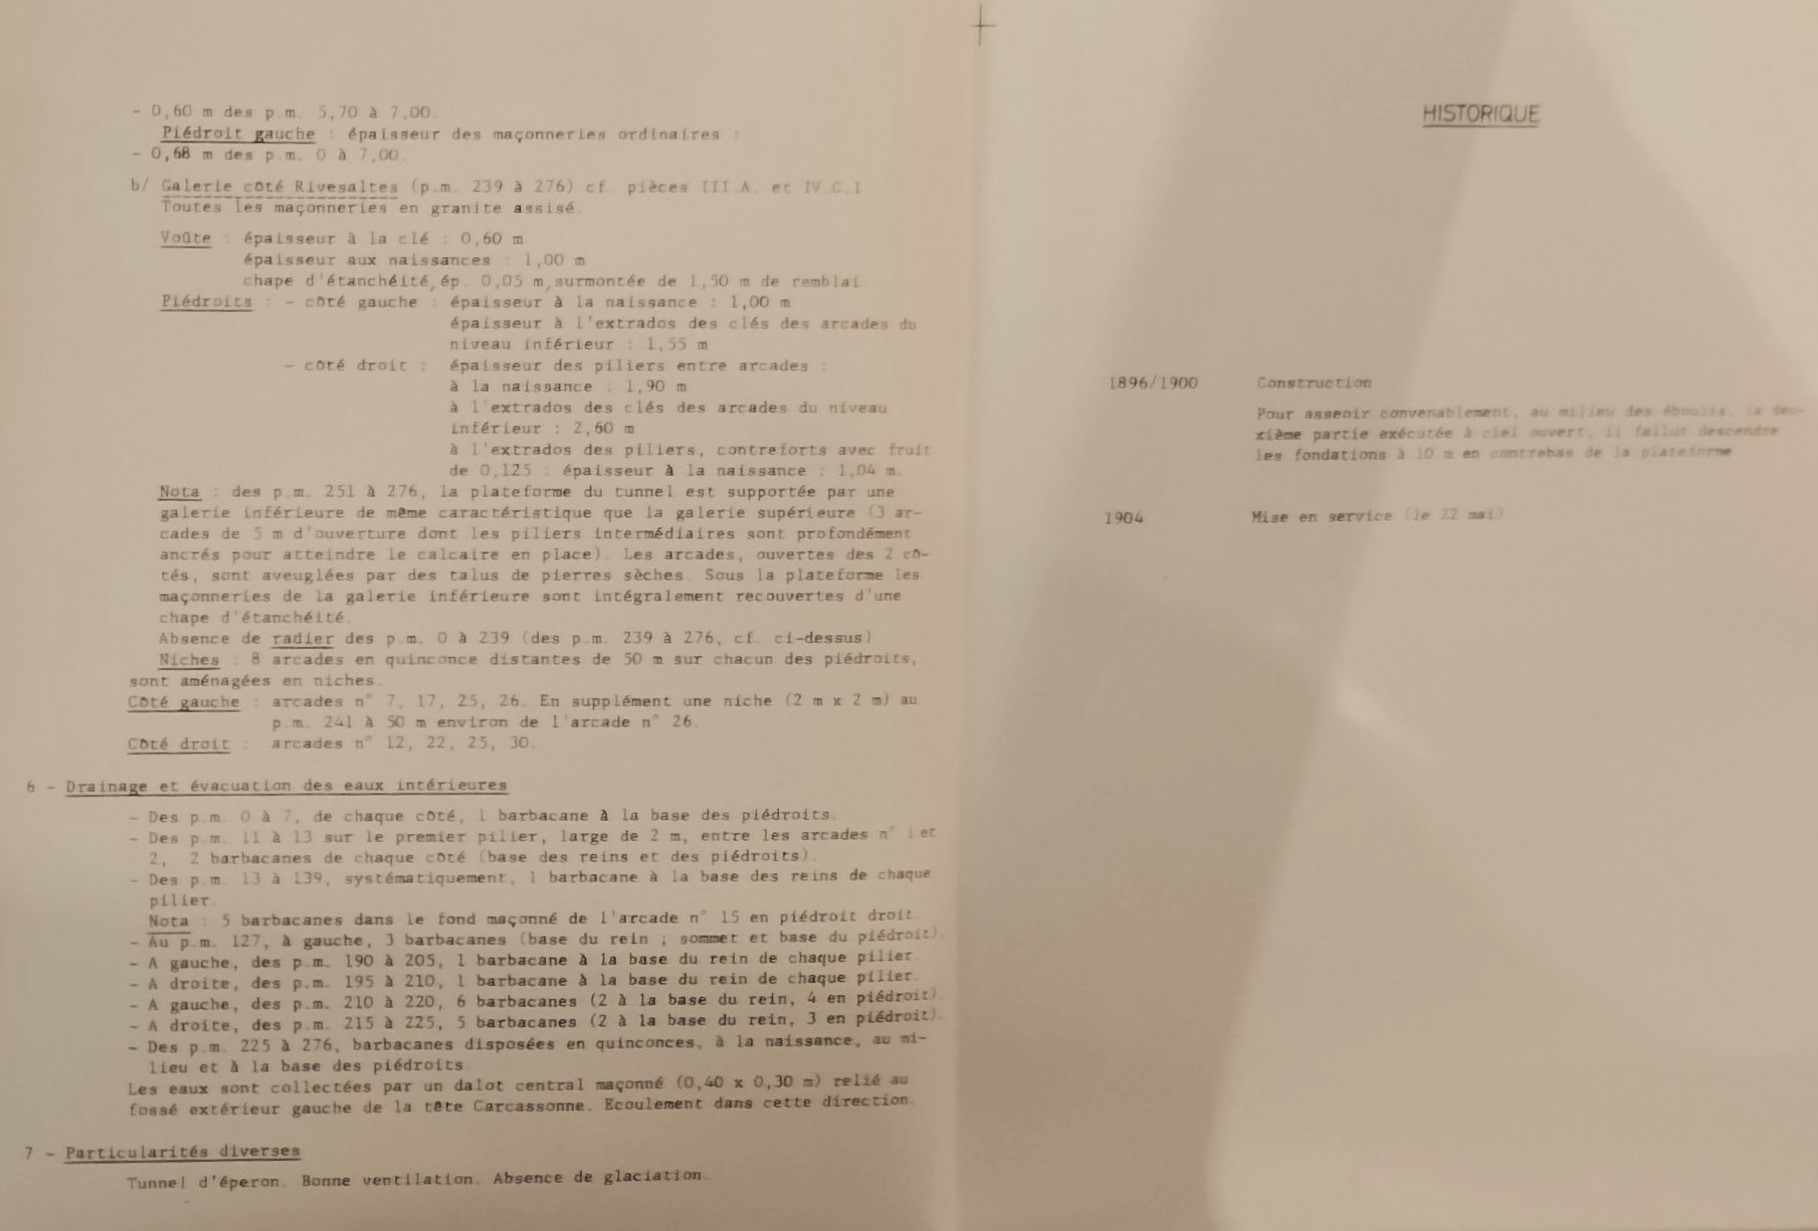 - 0,60 m des p.m. 5,70 à 7,00.
Piédroit gauche : épaisseur des maçonneries ordinaires :
- 0,68 m des p.m. 0 à 7,00.
b/ Galerie côté Rivesaltes (p.m. 239 à 276) cf. pièces III.A. et IV.C.1
Toutes les maçonneries en granite assisé.
Voûte : épaisseur à la clé : 0,60 m
épaisseur aux naissances : 1,00 m
chape d'étanchéité, ép. 0,05 m, surmontée de 1,50 m de remblai.
Piédroits : - côté gauche : épaisseur à la naissance : 1,00 m
épaisseur à l'extrados des clés des arcades du
niveau inférieur : 1,55 m
- côté droit : épaisseur des piliers entre arcades :
à la naissance : 1,90 m
à l'extrados des clés des arcades du niveau
inférieur : 2,60 m
à l'extrados des piliers, contreforts avec fruit
de 0,125 : épaisseur à la naissance : 1,04 m.
Nota : des p.m. 251 à 276, la plateforme du tunnel est supportée par une
galerie inférieure de même caractéristique que la galerie supérieure (3 ar-
cades de 5 m d'ouverture dont les piliers intermédiaires sont profondément
ancrés pour atteindre le calcaire en place). Les arcades, ouvertes des 2 cô-
tés, sont aveuglées par des talus de pierres sèches. Sous la plateforme les
maçonneries de la galerie inférieure sont intégralement recouvertes d'une
chape d'étanchéité.
Absence de radier des p.m. 0 à 239 (des p.m. 239 à 276, cf. ci-dessus)
Niches : 8 arcades en quinconce distantes de 50 m sur chacun des piédroits,
sont aménagées en niches.
Côté gauche : arcades n° 7, 17, 25, 26. En supplément une niche (2 m x 2 m) au
p.m. 241 à 50 m environ de l'arcade n° 26.
Côté droit : arcades n° 12, 22, 25, 30.
6 - Drainage et évacuation des eaux intérieures
- Des p.m. 0 à 7, de chaque côté, 1 barbacane à la base des piédroits.
- Des p.m. 11 à 13 sur le premier pilier, large de 2 m, entre les arcades n° 1 et
2, 2 barbacanes de chaque côté (base des reins et des piédroits).
- Des p.m. 13 à 139, systématiquement, 1 barbacane à la base des reins de chaque
pilier.
Nota : 5 barbacanes dans le fond maçonné de l'arcade n° 15 en piédroit droit.
- Au p.m. 127, à gauche, 3 barbacanes (base du rein ; sommet et base du piédroit).
- A gauche, des p.m. 190 à 205, 1 barbacane à la base du rein de chaque pilier.
- A droite, des p.m. 195 à 210, 1 barbacane à la base du rein de chaque pilier.
- A gauche, des p.m. 210 à 220, 6 barbacanes (2 à la base du rein, 4 en piédroit).
- A droite, des p.m. 215 à 225, 5 barbacanes (2 à la base du rein, 3 en piédroit).
- Des p.m. 225 à 276, barbacanes disposées en quinconces, à la naissance, au mi-
lieu et à la base des piédroits.
Les eaux sont collectées par un dalot central maçonné (0,40 x 0,30 m) relié au
fossé extérieur gauche de la tête Carcassonne. Ecoulement dans cette direction.
7 - Particularités diverses
Tunnel d'éperon. Bonne ventilation. Absence de glaciation.
HISTORIQUE
1896/1900 Construction
Pour asseoir convenablement, au milieu des éboulis, la deu-
xième partie exécutée à ciel ouvert, il fallut descendre
les fondations à 10 m en contrebas de la plateforme.
1904 Mise en service (le 22 mai)